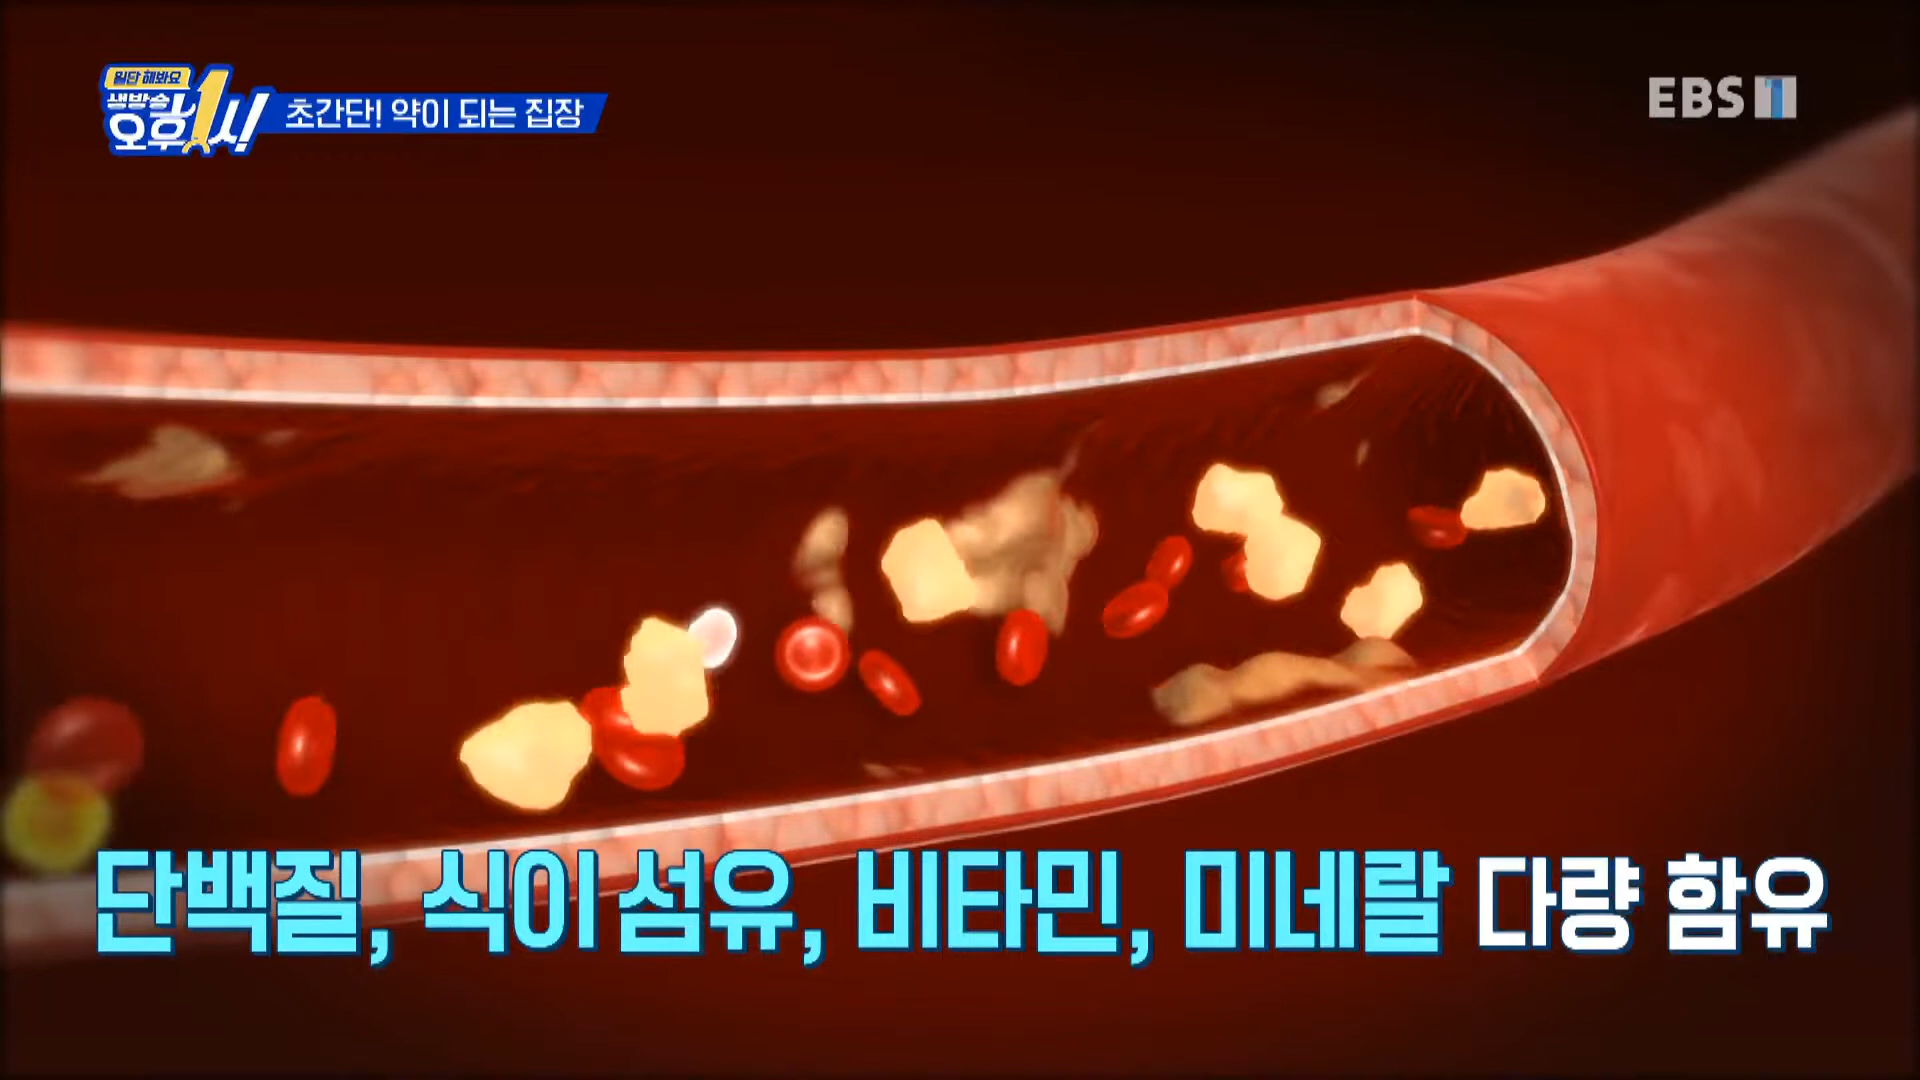 일단 해봐요
생방송
오후1시!
초간단! 약이 되는 집장
EBS 1
단백질, 식이 섬유, 비타민, 미네랄 다량 함유